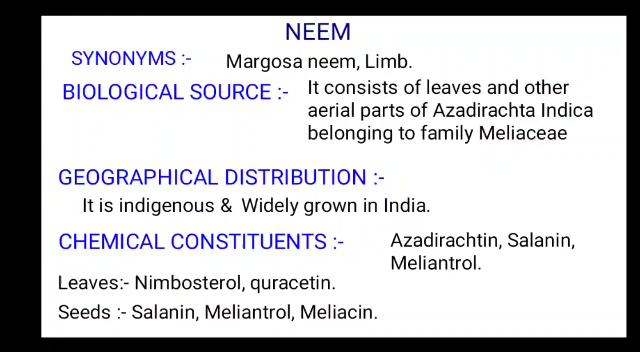 NEEM
SYNONYMS :- Margosa neem, Limb.
BIOLOGICAL SOURCE :- It consists of leaves and other
aerial parts of Azadirachta Indica
belonging to family Meliaceae
GEOGRAPHICAL DISTRIBUTION :-
It is indigenous & Widely grown in India.
CHEMICAL CONSTITUENTS :- Azadirachtin, Salanin,
Meliantrol.
Leaves:- Nimbosterol, quracetin.
Seeds :- Salanin, Meliantrol, Meliacin.